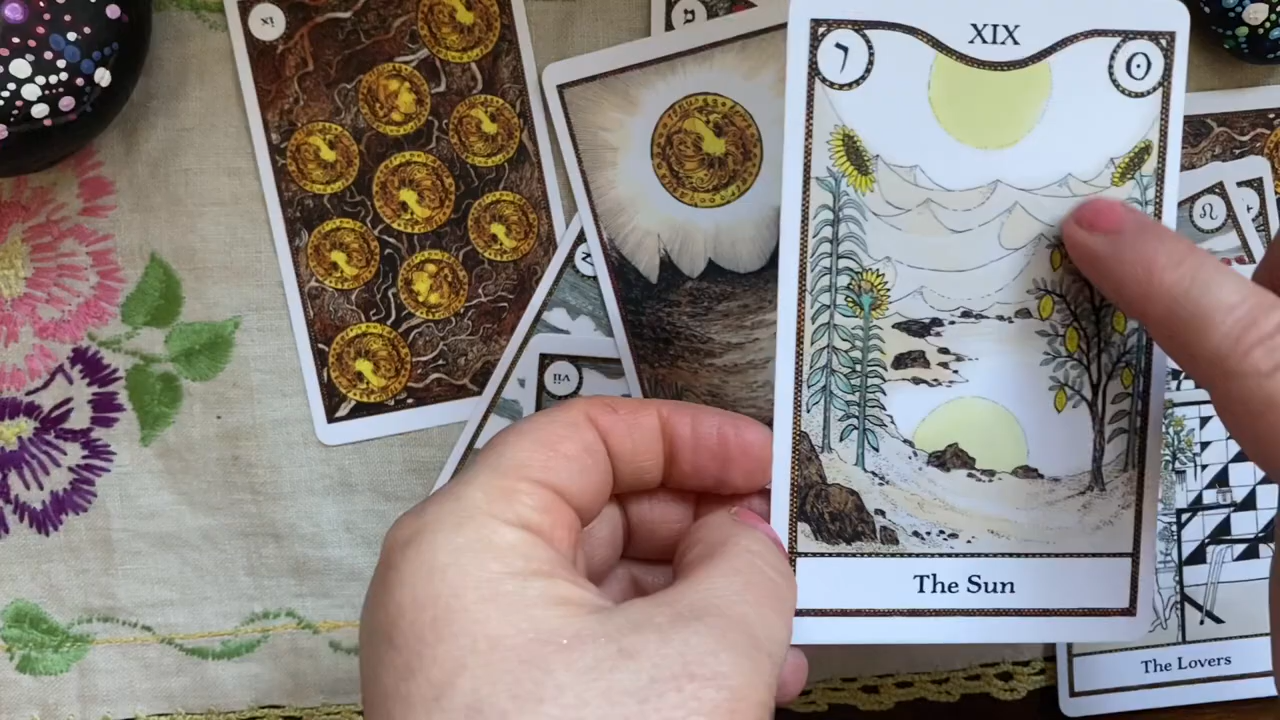 ix
XIX
ר
vii
The Sun
The Lovers